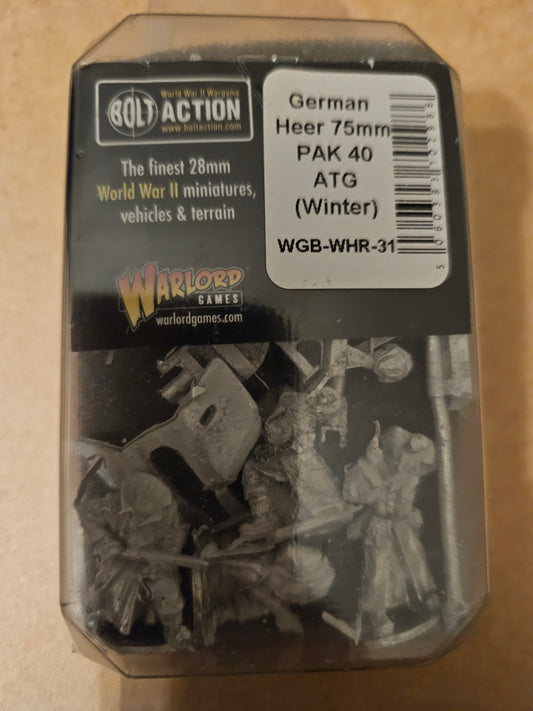 World War II Wargame
BOLT ACTION
www.boltaction.com
The finest 28mm
World War II miniatures,
vehicles & terrain
WARLORD
GAMES
warlordgames.com
German
Heer 75mm
PAK 40
ATG
(Winter)
WGB-WHR-31